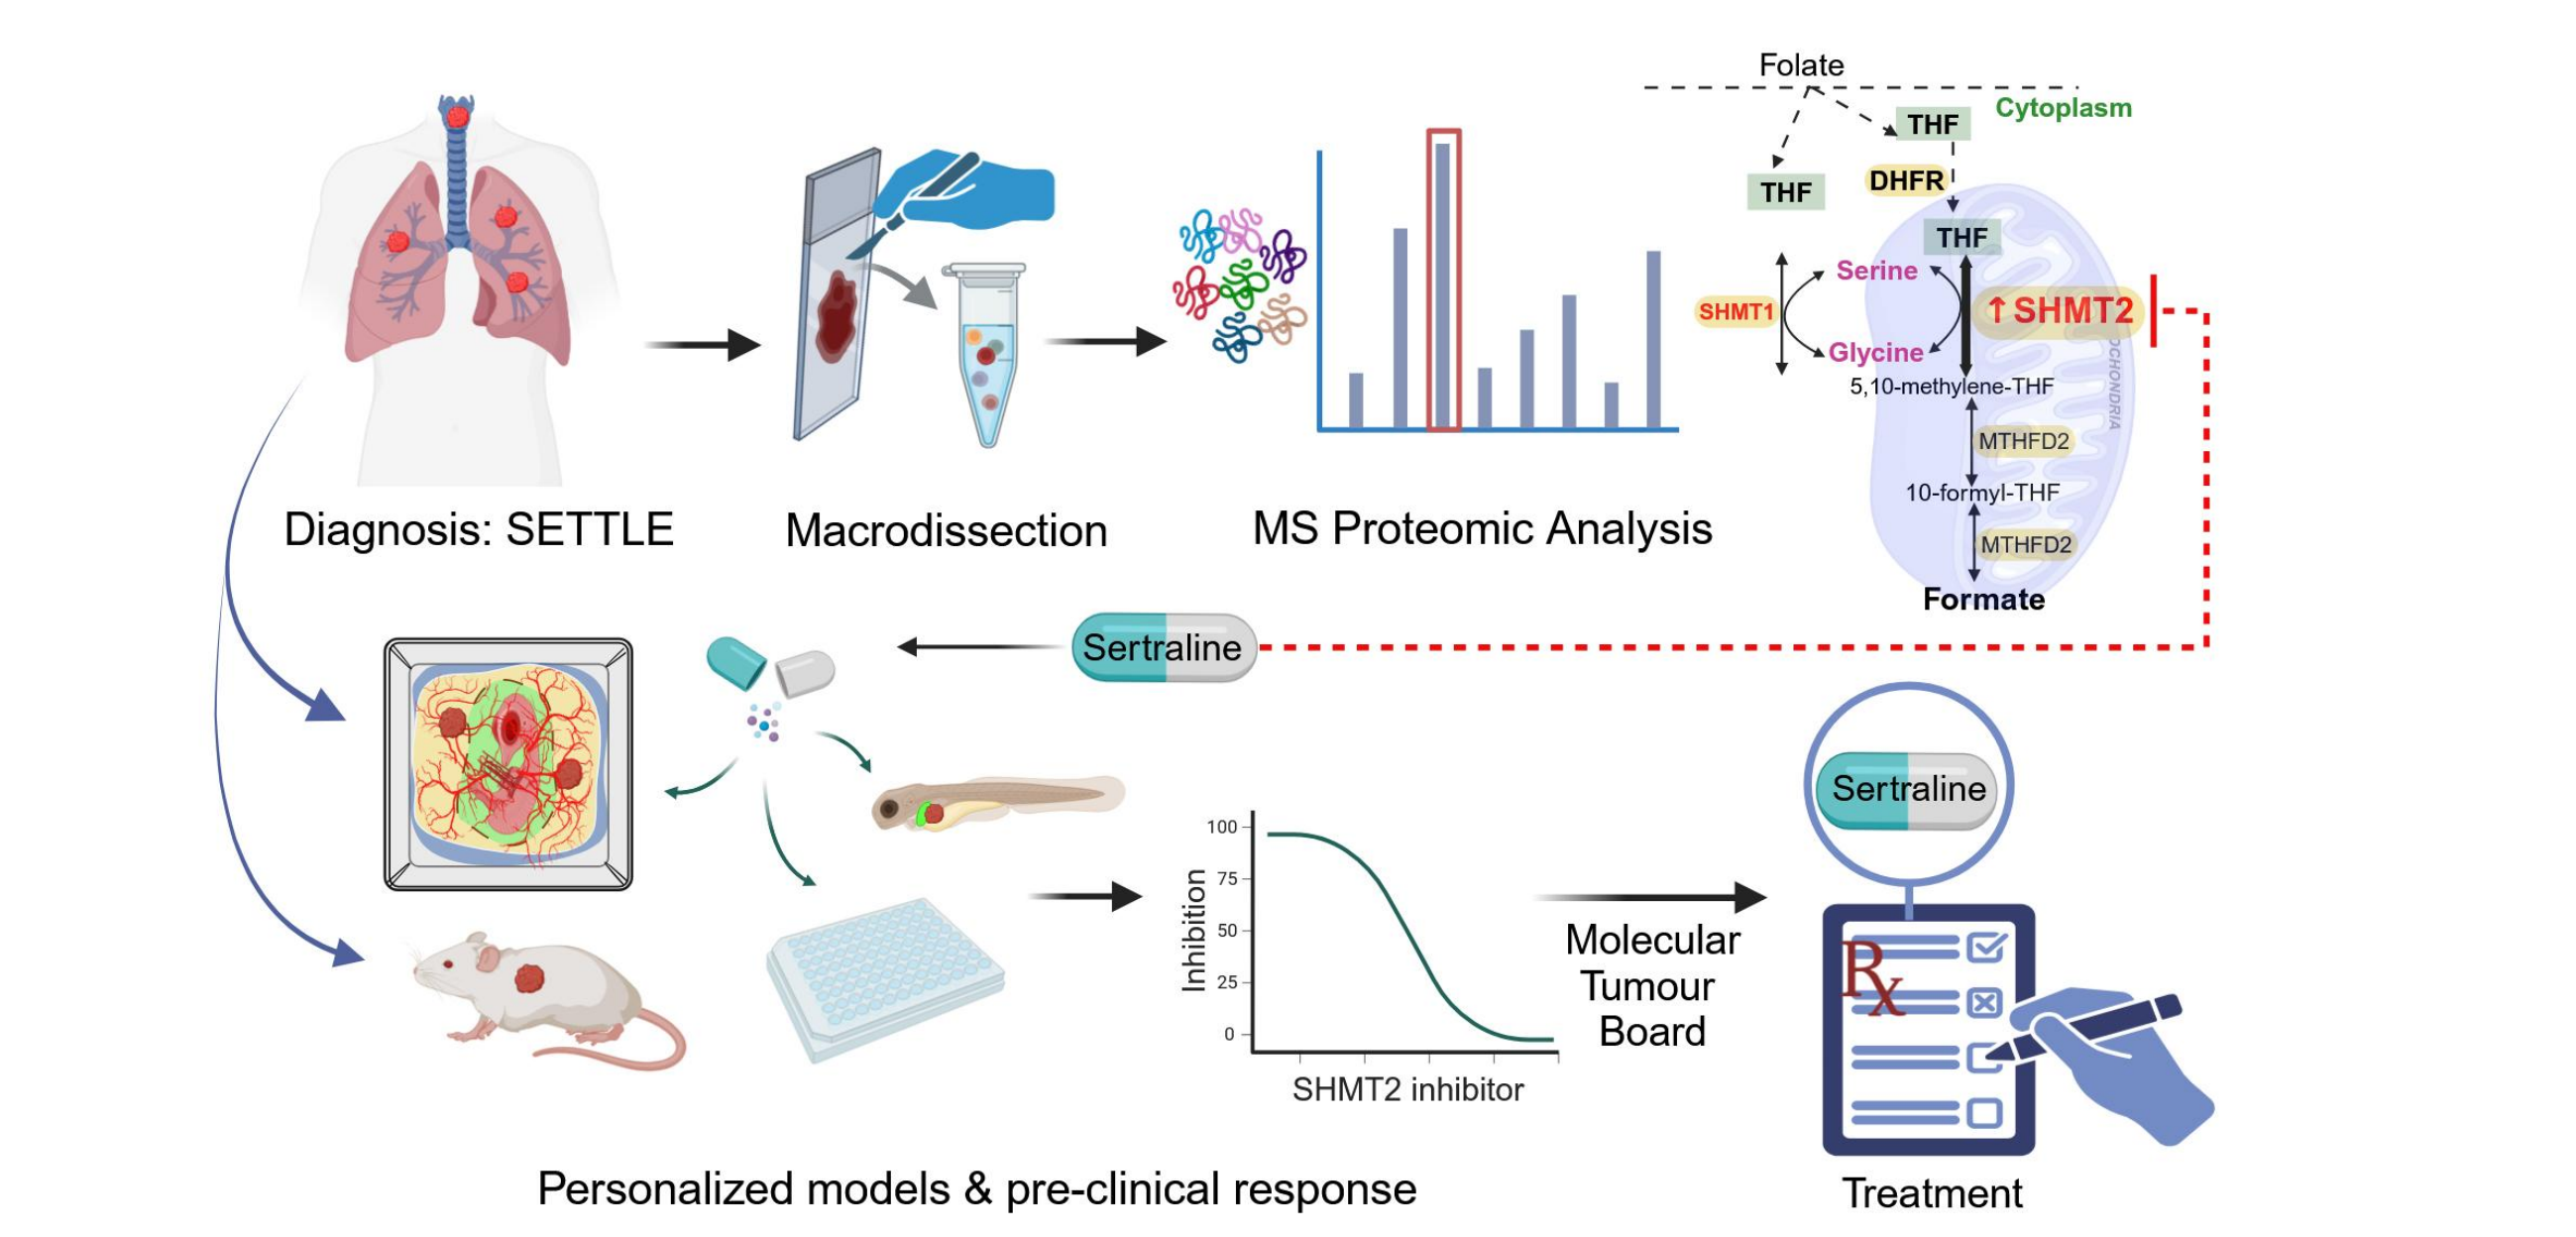 Folate
Cytoplasm
THF
THF
DHFR
THF
Serine
SHMT1
↑SHMT2
Glycine
5,10-methylene-THF
MTHFD2
10-formyl-THF
MTHFD2
Formate
Diagnosis: SETTLE
Macrodissection
MS Proteomic Analysis
Sertraline
Sertraline
100
75
50
25
0
Inhibition
SHMT2 inhibitor
Molecular
Tumour
Board
Rx
Personalized models & pre-clinical response
Treatment